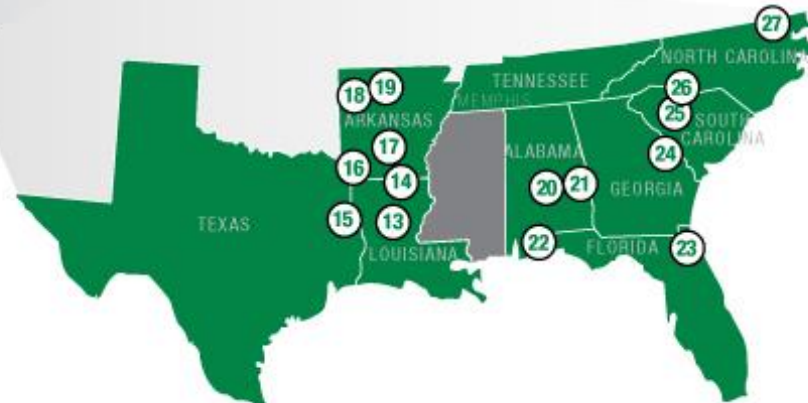 27
NORTH CAROLINA
TENNESSEE
26
19
18
MEMPHIS
25
SOUTH
CAROLINA
ARKANSAS
17
ALABAMA
24
16
14
20
21
GEORGIA
15
13
TEXAS
22
FLORIDA
23
LOUISIANA